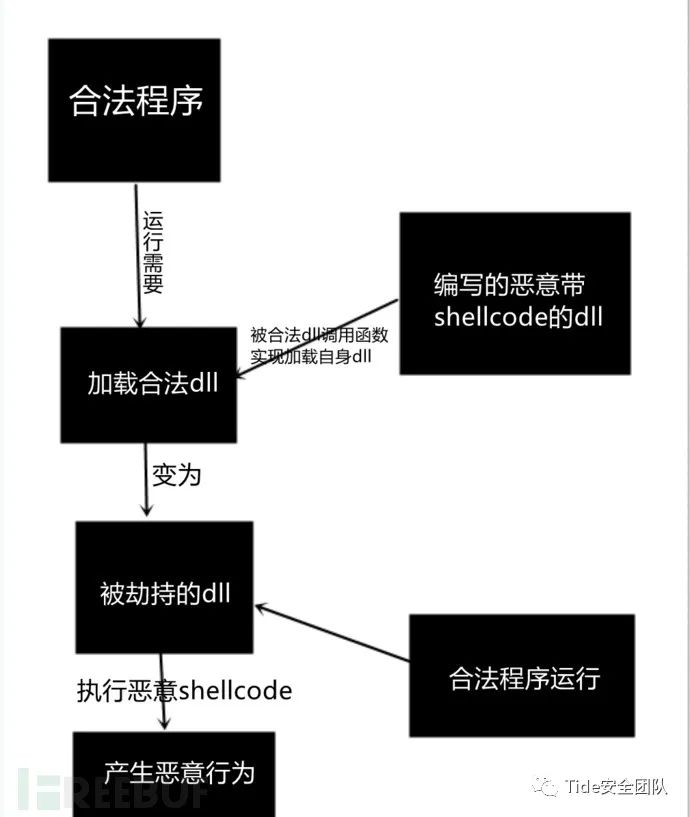 合法程序
运行需要
编写的恶意带
shellcode的dll
被合法dll调用函数
实现加载自身dll
加载合法dll
变为
被劫持的dll
合法程序运行
执行恶意shellcode
产生恶意行为
FREEBUF
Tide安全团队